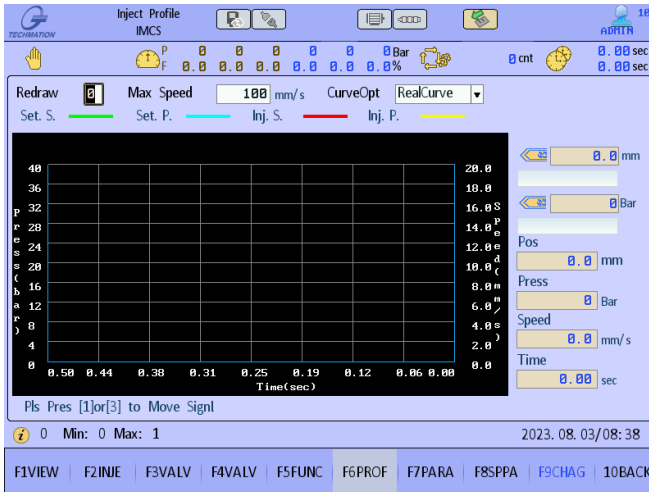 TECHMATION
Inject Profile
IMCS
10
ADMIN
P 0 0 0 0 0 0 Bar
F 0.0 0.0 0.0 0.0 0.0 0.0%
0 cnt
0.00 sec
0.00 sec
Redraw 0 Max Speed 100 mm/s CurveOpt RealCurve
Set. S. Set. P. Inj. S. Inj. P.
Press(bar)
40
36
32
28
24
20
16
12
8
4
0
20.0
18.0
16.0
14.0
12.0
10.0
8.0
6.0
4.0
2.0
0.0
Speed(mm/s)
0.50 0.44 0.38 0.31 0.25 0.19 0.12 0.06 0.00
Time(sec)
0.0 mm
0 Bar
Pos
0.0 mm
Press
0 Bar
Speed
0.0 mm/s
Time
0.00 sec
Pls Pres [1]or[3] to Move Signl
i 0 Min: 0 Max: 1
2023. 08. 03/08: 38
F1VIEW F2INJE F3VALV F4VALV F5FUNC F6PROF F7PARA F8SPPA F9CHAG 10BACK